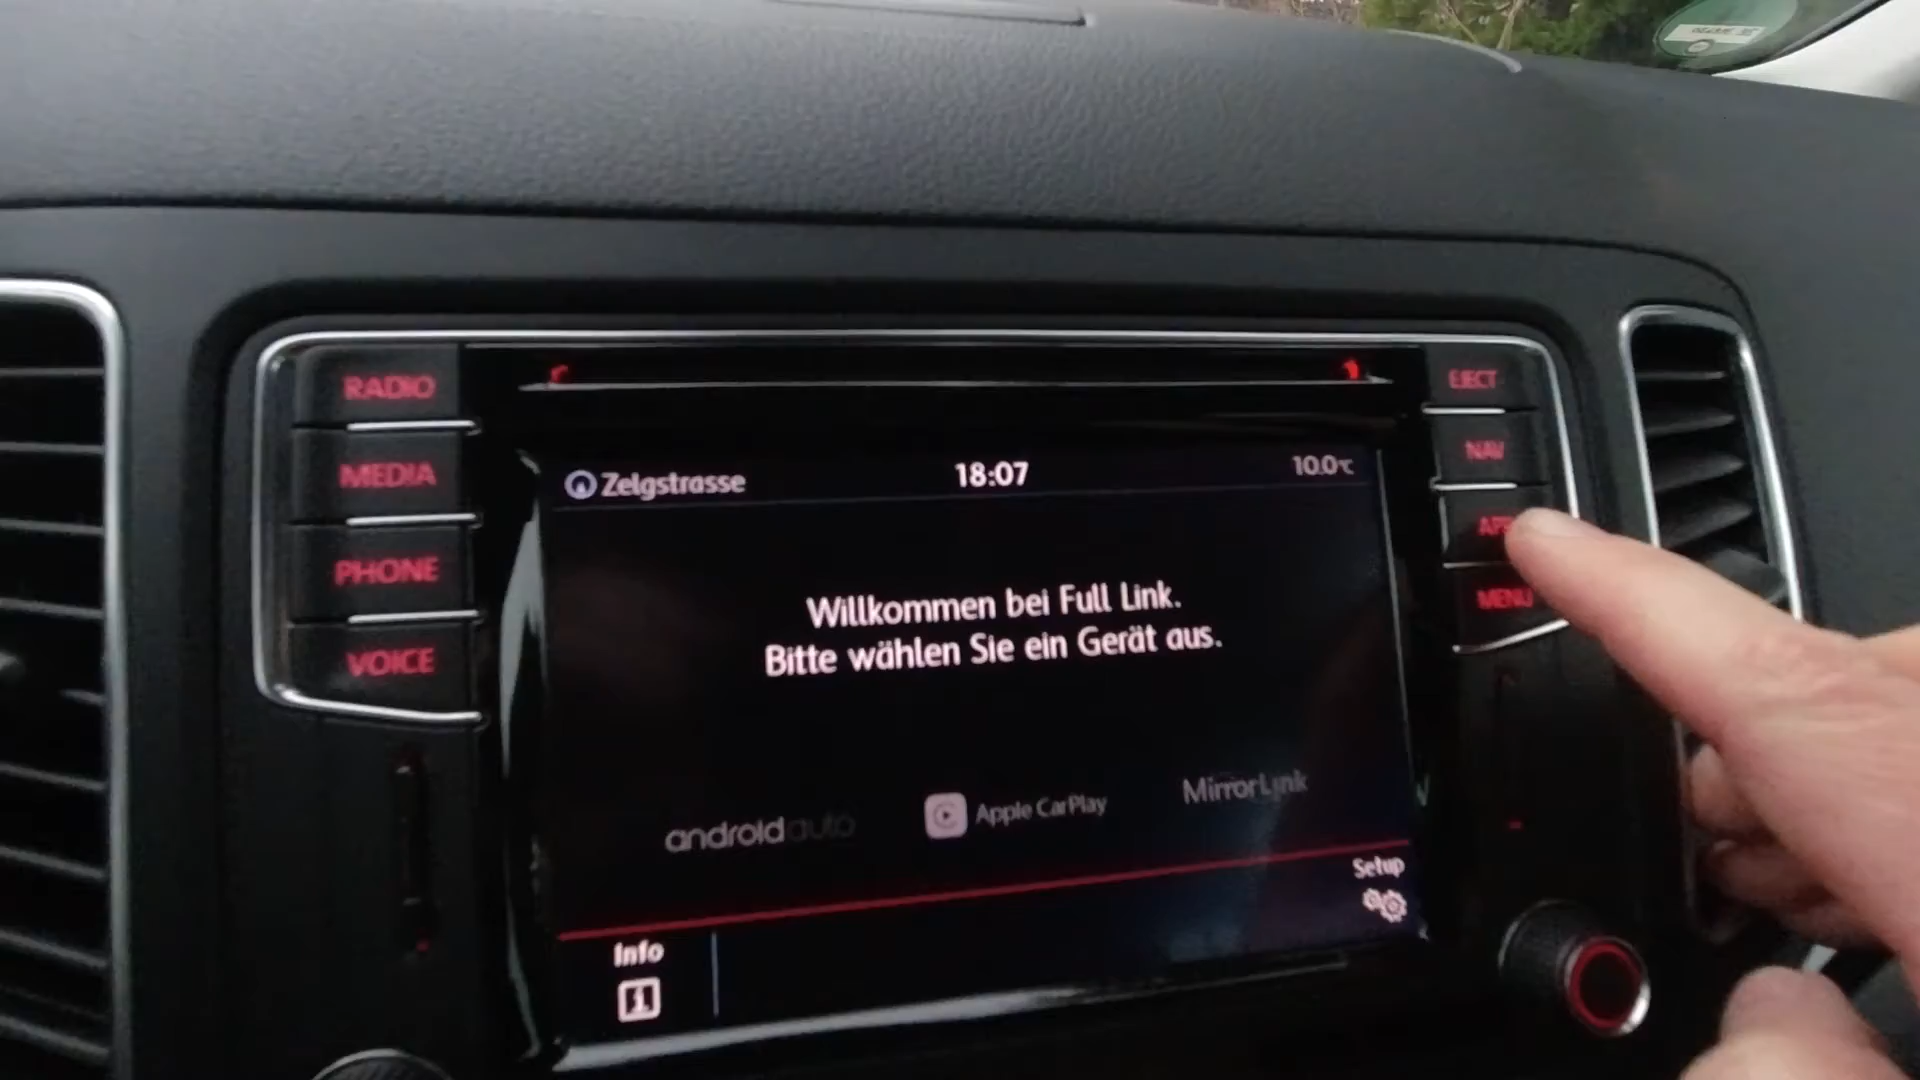 RADIO
MEDIA
PHONE
VOICE
EJECT
NAV
MENU
Zelgstrasse
18:07
10.0°C
Willkommen bei Full Link.
Bitte wählen Sie ein Gerät aus.
android auto
Apple CarPlay
MirrorLink
Setup
Info